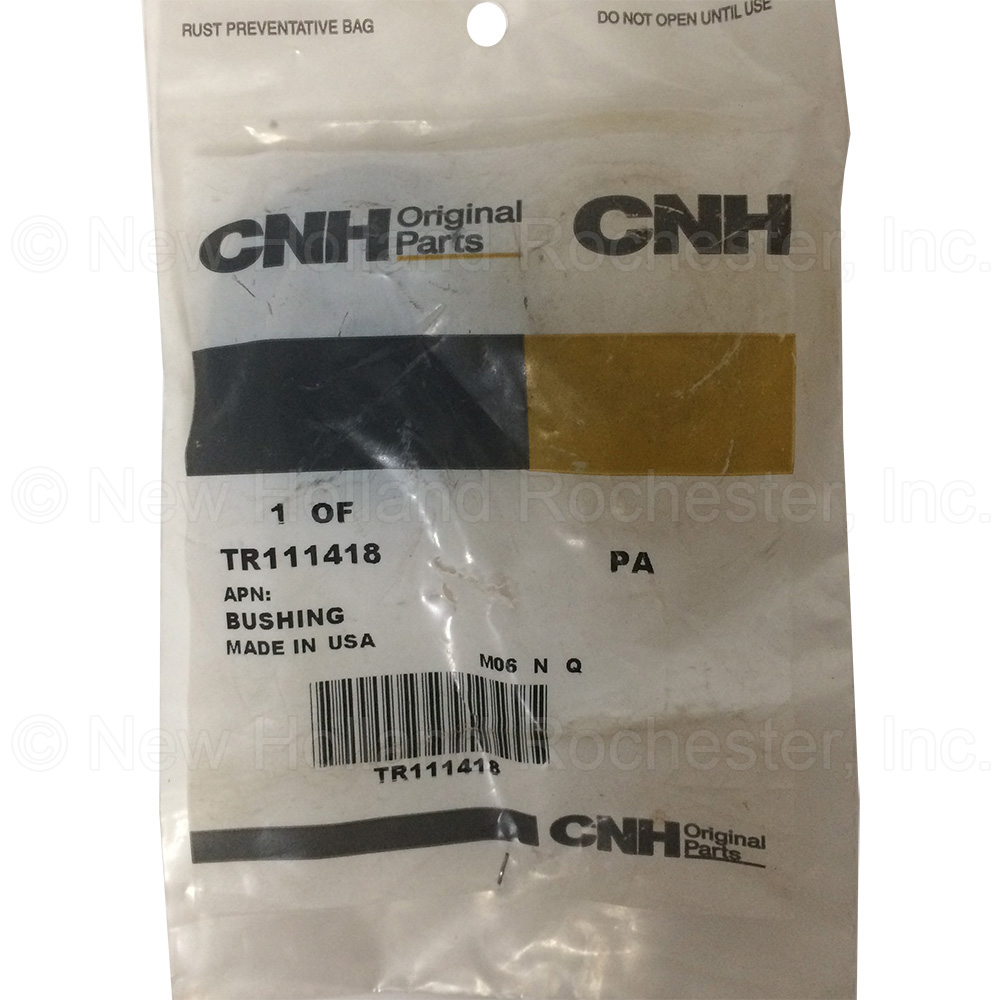 RUST PREVENTATIVE BAG
DO NOT OPEN UNTIL USE
CNH Original Parts
CNH
© New Holland Rochester, Inc.
© New Holland Rochester, Inc.
1 OF
TR111418
PA
APN:
BUSHING
MADE IN USA
M06 N Q
© New Holland Rochester, Inc.
TR111418
CNH Original Parts